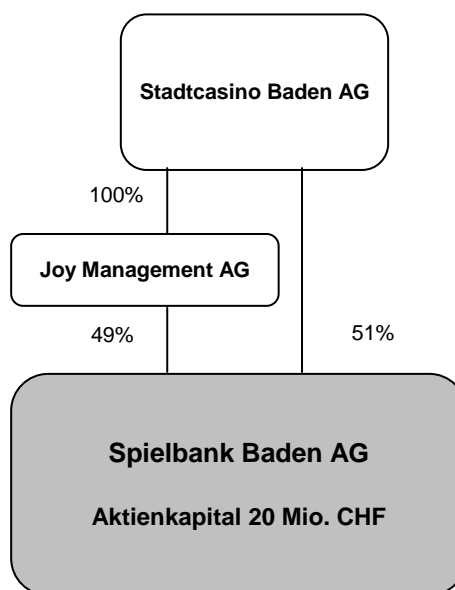 Stadtcasino Baden AG
100%
Joy Management AG
49%
51%
Spielbank Baden AG
Aktienkapital 20 Mio. CHF